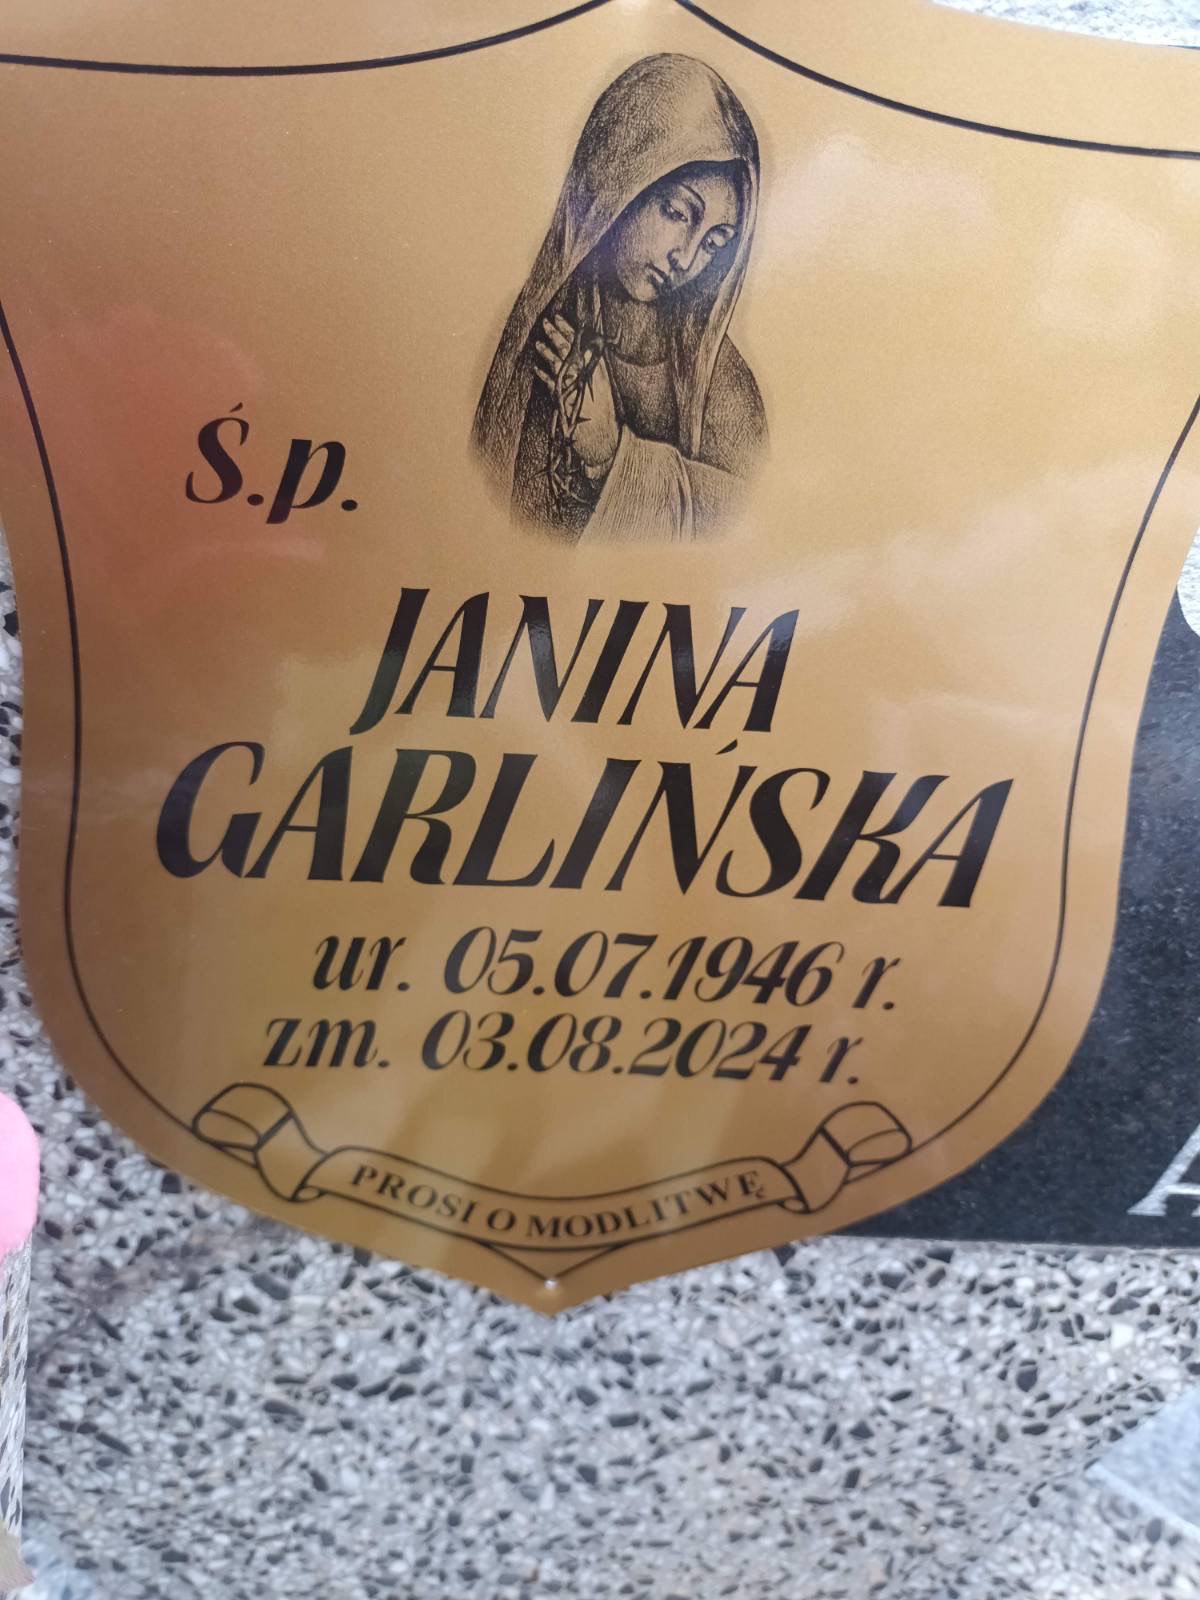 Ś.p.
JANINA
GARLIŃSKA
ur. 05.07.1946 r.
zm. 03.08.2024 r.
PROSI O MODLITWĘ
A